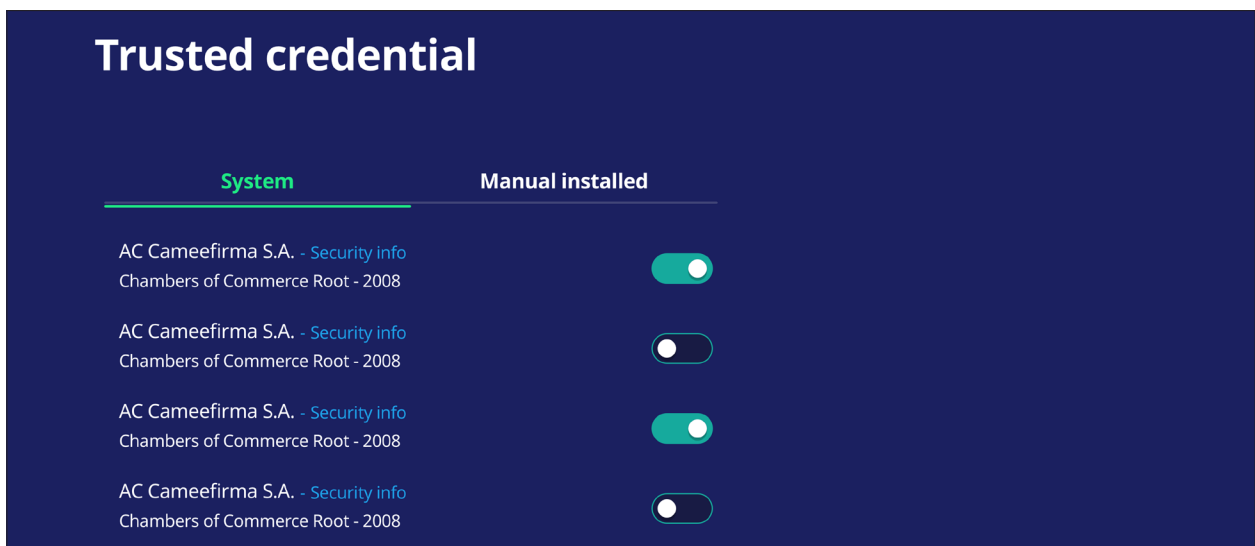 Trusted credential
System Manual installed
AC Cameefirma S.A. - Security info
Chambers of Commerce Root - 2008
AC Cameefirma S.A. - Security info
Chambers of Commerce Root - 2008
AC Cameefirma S.A. - Security info
Chambers of Commerce Root - 2008
AC Cameefirma S.A. - Security info
Chambers of Commerce Root - 2008